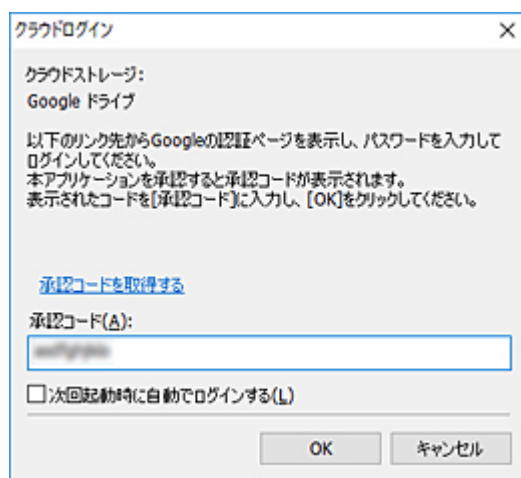 クラウドログイン
クラウドストレージ:
Google ドライブ
以下のリンク先からGoogleの認証ページを表示し、パスワードを入力して
ログインしてください。
本アプリケーションを承認すると承認コードが表示されます。
表示されたコードを[承認コード]に入力し、[OK]をクリックしてください。
承認コードを取得する
承認コード(A):
次回起動時に自動でログインする(L)
OK
キャンセル